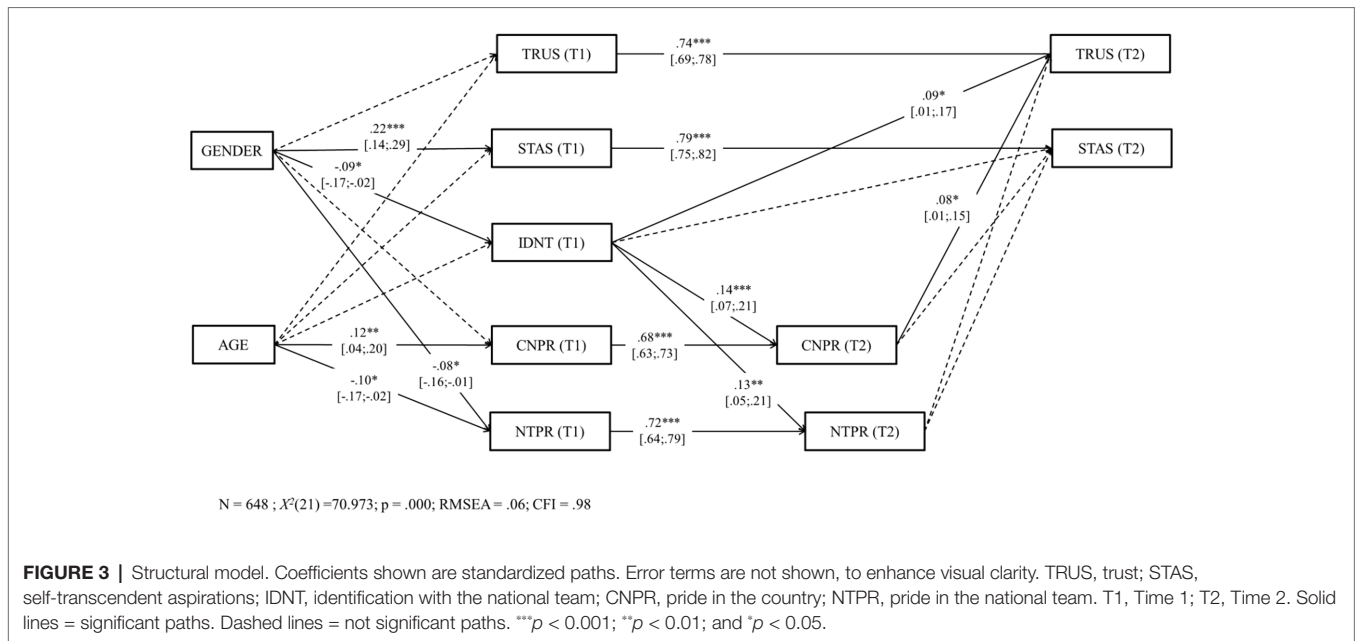 .74***
TRUS (T1)
[.69;.78]
TRUS (T2)
.09*
[.01;.17]
.22***
.79***
GENDER
[.14;.29]
STAS (T1)
[.75;.82]
STAS (T2)
-.09*
[-.17;-.02]
.08*
[.01;.15]
IDNT (T1)
.14***
[.07;.21]
.12**
.68***
AGE
[.04;.20]
CNPR (T1)
[.63;.73]
CNPR (T2)
-.08*
[-.16;-.01]
-.10*
[-.17;-.02]
.13**
[.05;.21]
.72***
NTPR (T1)
[.64;.79]
NTPR (T2)
N = 648 ; X²(21) =70.973; p = .000; RMSEA = .06; CFI = .98
FIGURE 3 | Structural model. Coefficients shown are standardized paths. Error terms are not shown, to enhance visual clarity. TRUS, trust; STAS,
self-transcendent aspirations; IDNT, identification with the national team; CNPR, pride in the country; NTPR, pride in the national team. T1, Time 1; T2, Time 2. Solid
lines = significant paths. Dashed lines = not significant paths. ***p < 0.001; **p < 0.01; and *p < 0.05.